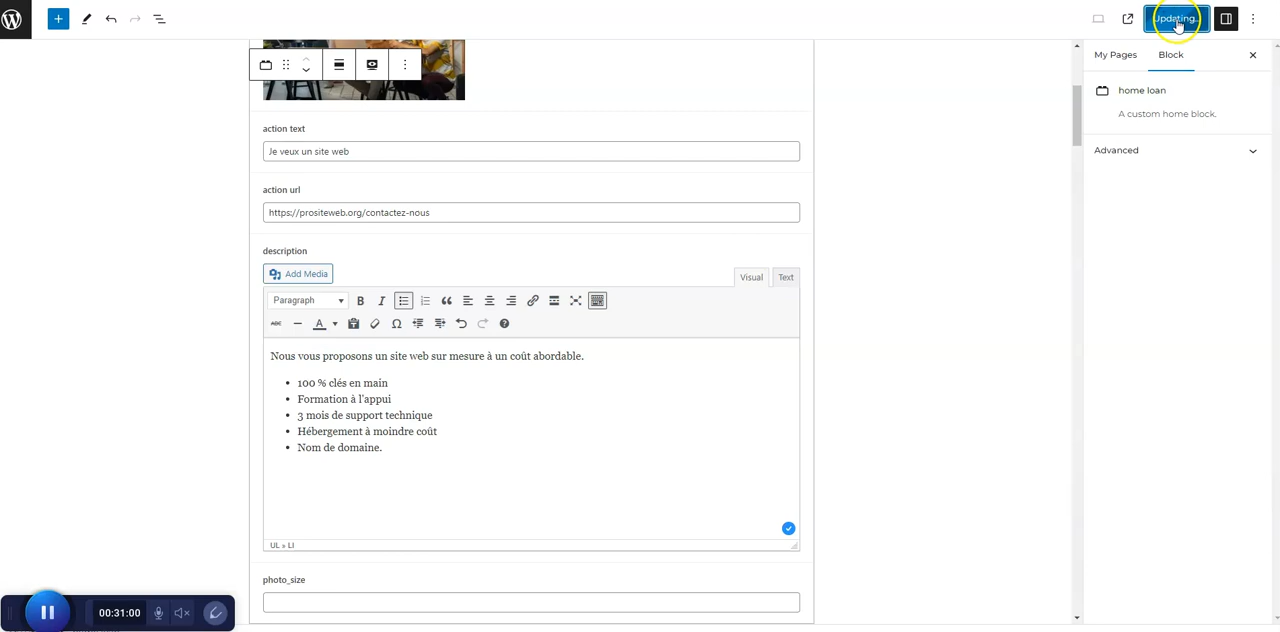 Updating...
My Pages
Block
home loan
A custom home block.
Advanced
action text
Je veux un site web
action url
https://prositeweb.org/contactez-nous
description
Add Media
Visual
Text
Paragraph
B
I
ABC
A
Nous vous proposons un site web sur mesure à un coût abordable.
100 % clés en main
Formation à l'appui
3 mois de support technique
Hébergement à moindre coût
Nom de domaine.
UL » LI
photo_size
00:31:00